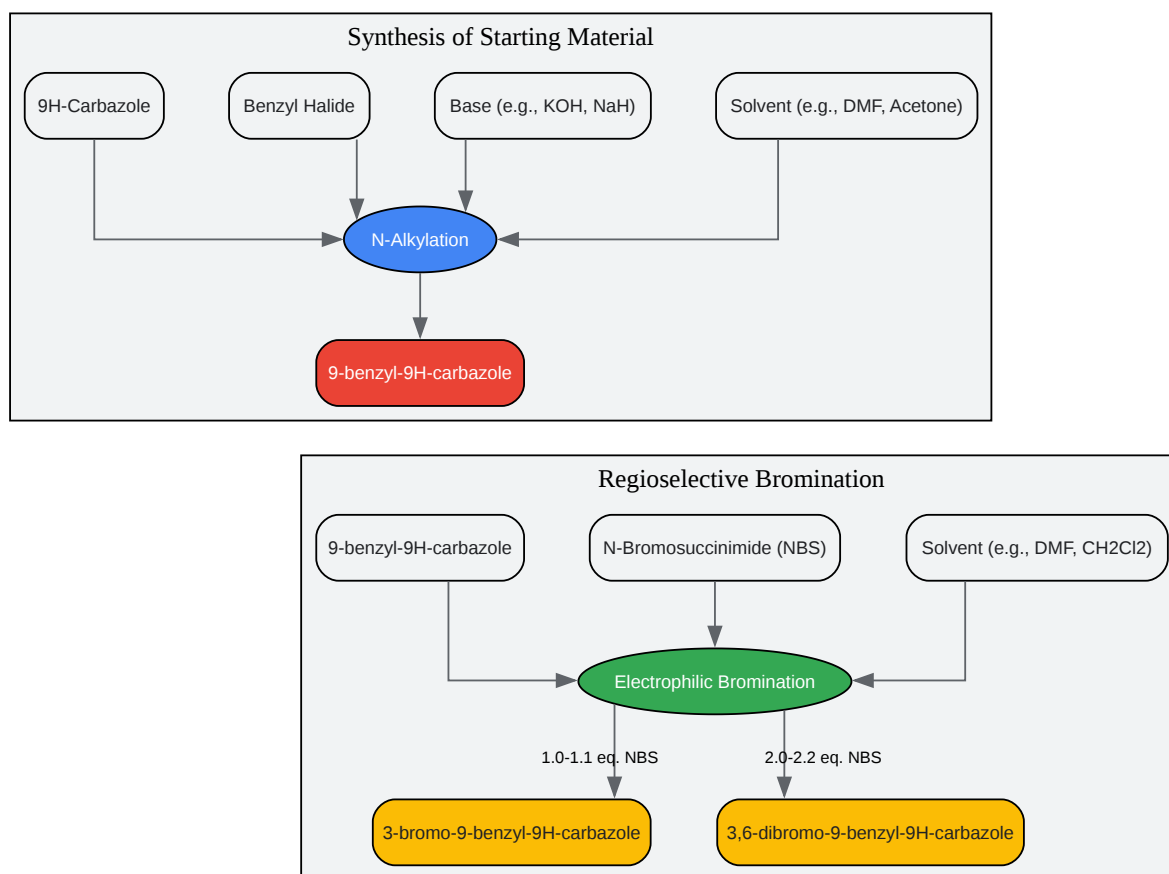 Synthesis of Starting Material
9H-Carbazole
Benzyl Halide
Base (e.g., KOH, NaH)
Solvent (e.g., DMF, Acetone)
N-Alkylation
9-benzyl-9H-carbazole
Regioselective Bromination
9-benzyl-9H-carbazole
N-Bromosuccinimide (NBS)
Solvent (e.g., DMF, CH2Cl2)
Electrophilic Bromination
1.0-1.1 eq. NBS
2.0-2.2 eq. NBS
3-bromo-9-benzyl-9H-carbazole
3,6-dibromo-9-benzyl-9H-carbazole